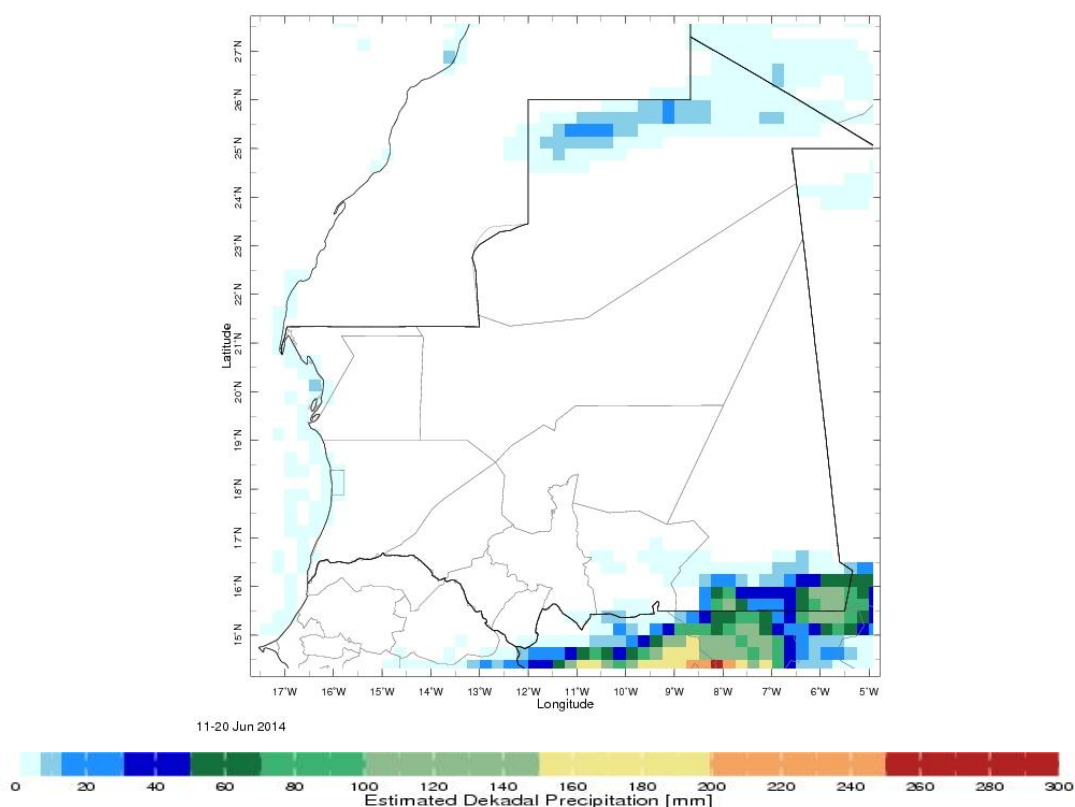 27°N
26°N
25°N
24°N
23°N
22°N
21°N
20°N
19°N
18°N
17°N
16°N
15°N
Latitude
17°W 16°W 15°W 14°W 13°W 12°W 11°W 10°W 9°W 8°W 7°W 6°W 5°W
Longitude
11-20 Jun 2014
0 20 40 60 80 100 120 140 160 180 200 220 240 260 280 300
Estimated Dekadal Precipitation [mm]